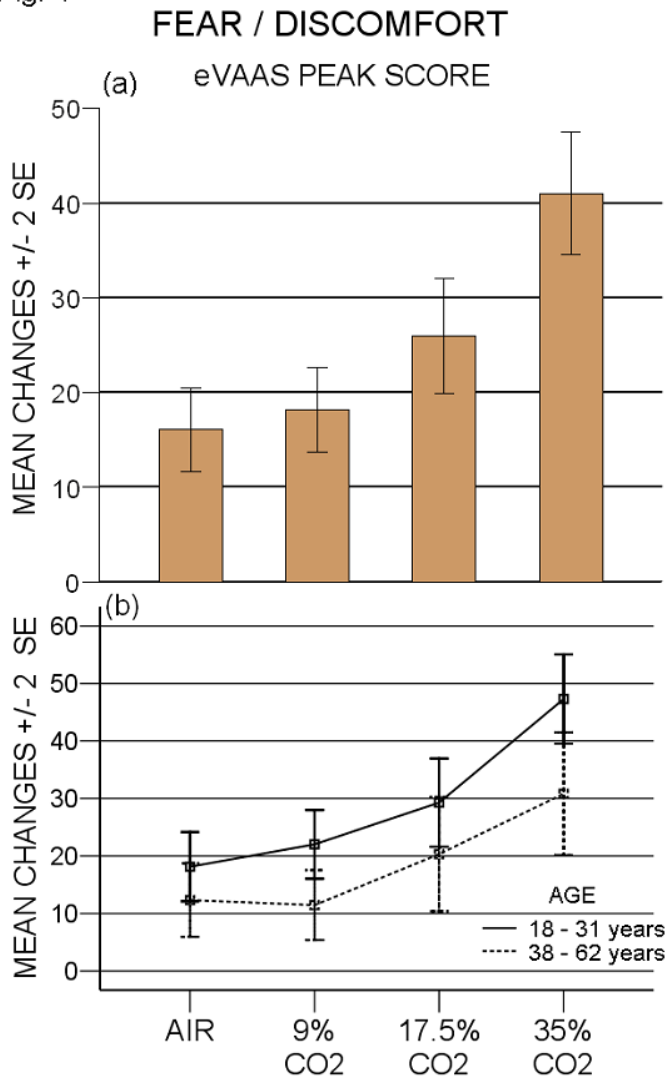 FEAR / DISCOMFORT
(a) eVAAS PEAK SCORE
MEAN CHANGES +/- 2 SE
50
40
30
20
10
0
(b)
MEAN CHANGES +/- 2 SE
60
50
40
30
20
10
0
AGE
18 - 31 years
38 - 62 years
AIR 9% 17.5% 35%
CO2 CO2 CO2